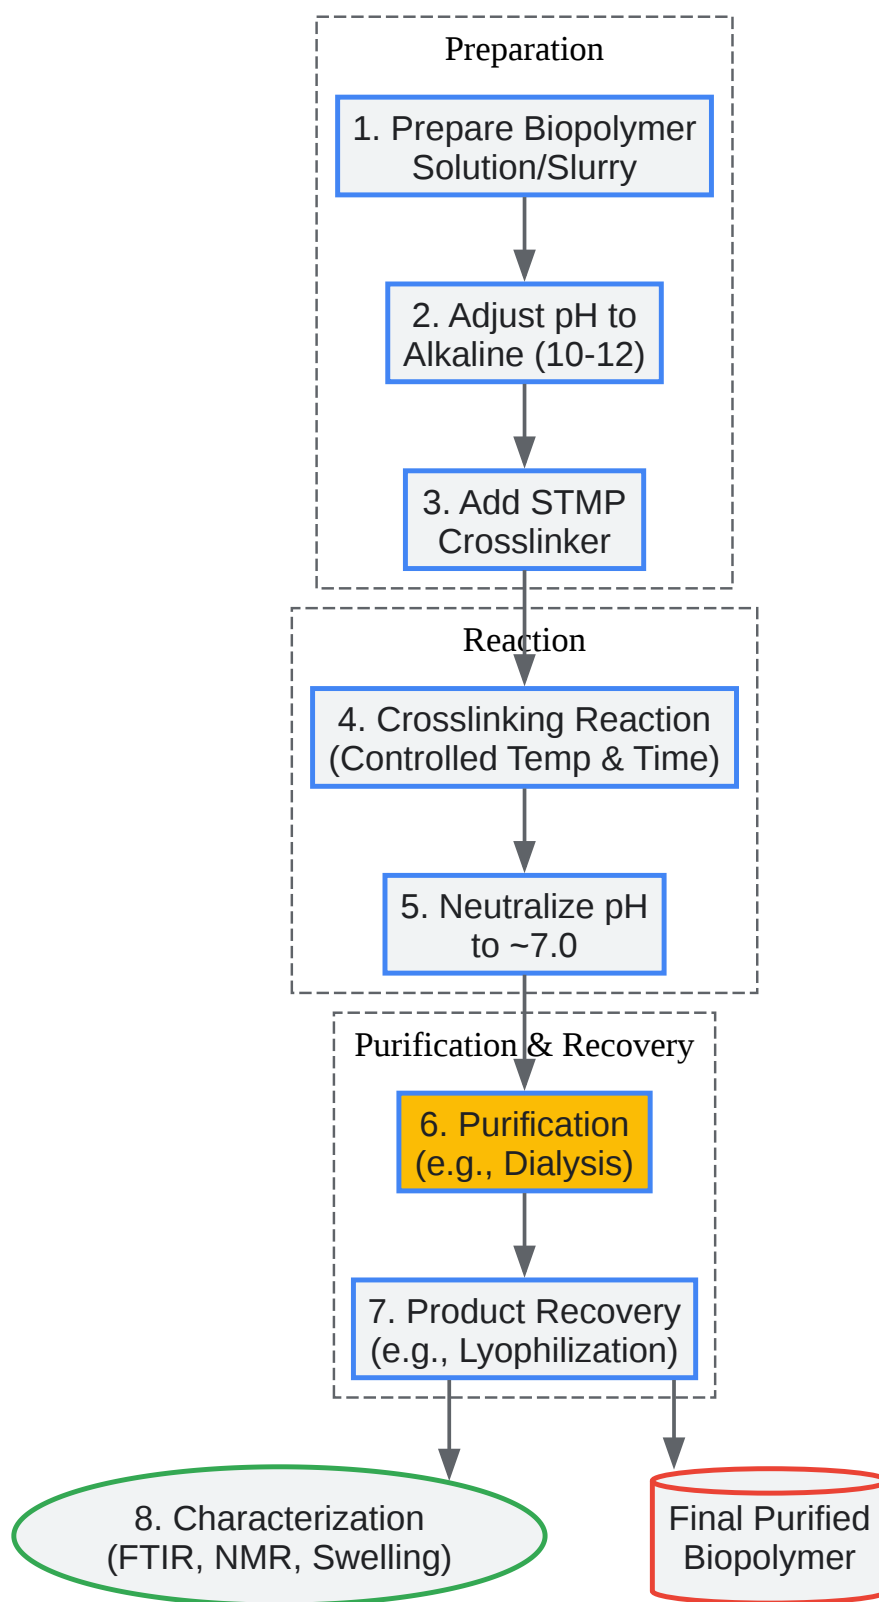 Preparation
1. Prepare Biopolymer
Solution/Slurry
2. Adjust pH to
Alkaline (10-12)
3. Add STMP
Crosslinker
Reaction
4. Crosslinking Reaction
(Controlled Temp & Time)
5. Neutralize pH
to ~7.0
Purification & Recovery
6. Purification
(e.g., Dialysis)
7. Product Recovery
(e.g., Lyophilization)
8. Characterization
(FTIR, NMR, Swelling)
Final Purified
Biopolymer